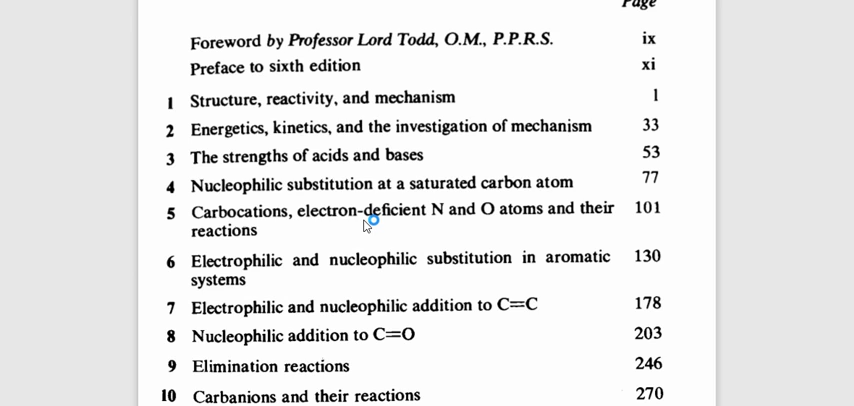 Page
Foreword by Professor Lord Todd, O.M., P.P.R.S. ix
Preface to sixth edition xi
1 Structure, reactivity, and mechanism 1
2 Energetics, kinetics, and the investigation of mechanism 33
3 The strengths of acids and bases 53
4 Nucleophilic substitution at a saturated carbon atom 77
5 Carbocations, electron-deficient N and O atoms and their 101
reactions
6 Electrophilic and nucleophilic substitution in aromatic 130
systems
7 Electrophilic and nucleophilic addition to C=C 178
8 Nucleophilic addition to C=O 203
9 Elimination reactions 246
10 Carbanions and their reactions 270